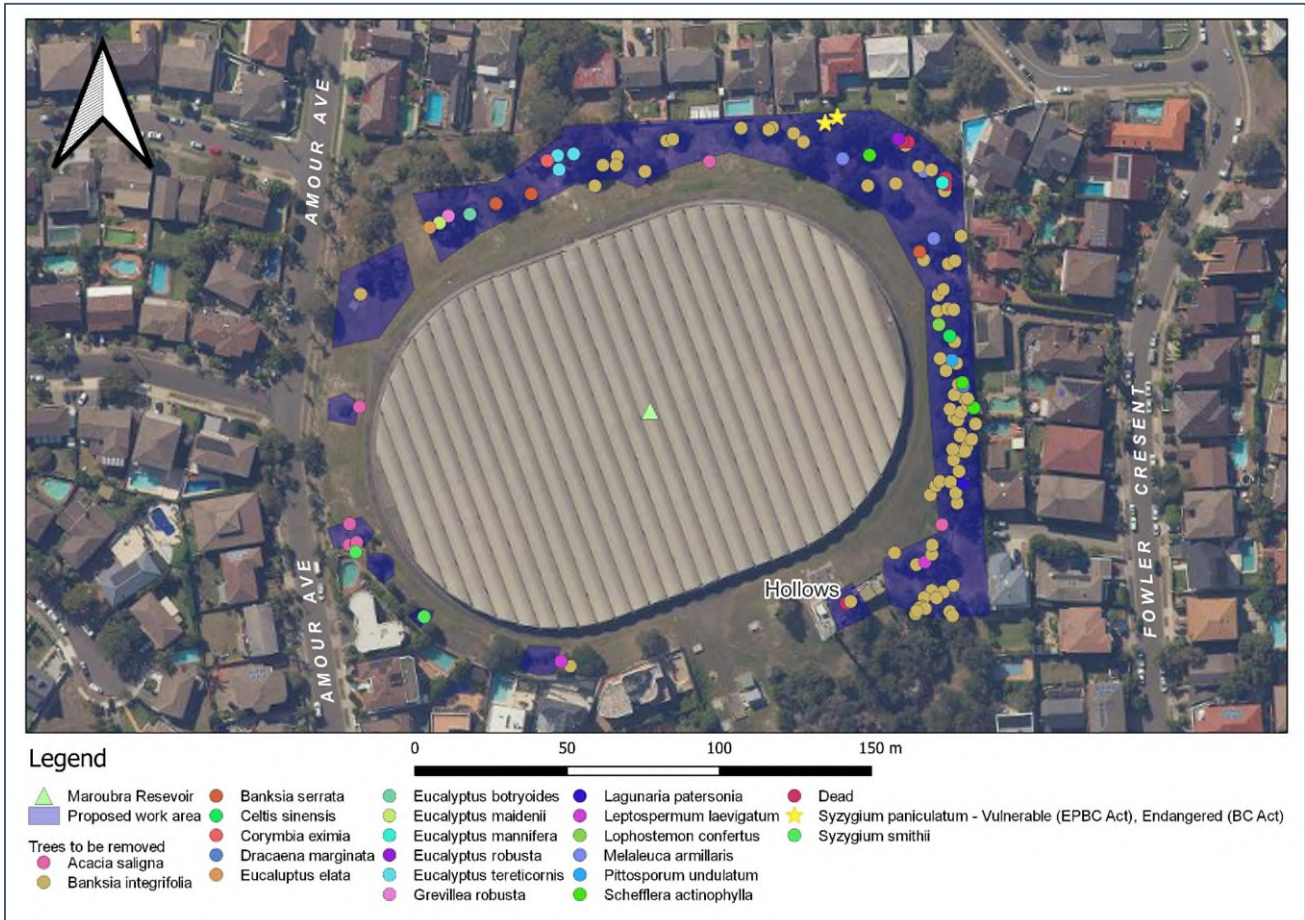 AMOUR AVE
FOWLER CRESENT
Hollows
AMOUR AVE
Legend
0 50 100 150 m
Maroubra Resevoir
Proposed work area
Trees to be removed
Acacia saligna
Banksia integrifolia
Banksia serrata
Celtis sinensis
Corymbia eximia
Dracaena marginata
Eucaluptus elata
Eucalyptus botryoides
Eucalyptus maidenii
Eucalyptus mannifera
Eucalyptus robusta
Eucalyptus tereticornis
Grevillea robusta
Lagunaria patersonia
Leptospermum laevigatum
Lophostemon confertus
Melaleuca armillaris
Pittosporum undulatum
Schefflera actinophylla
Dead
Syzygium paniculatum - Vulnerable (EPBC Act), Endangered (BC Act)
Syzygium smithii